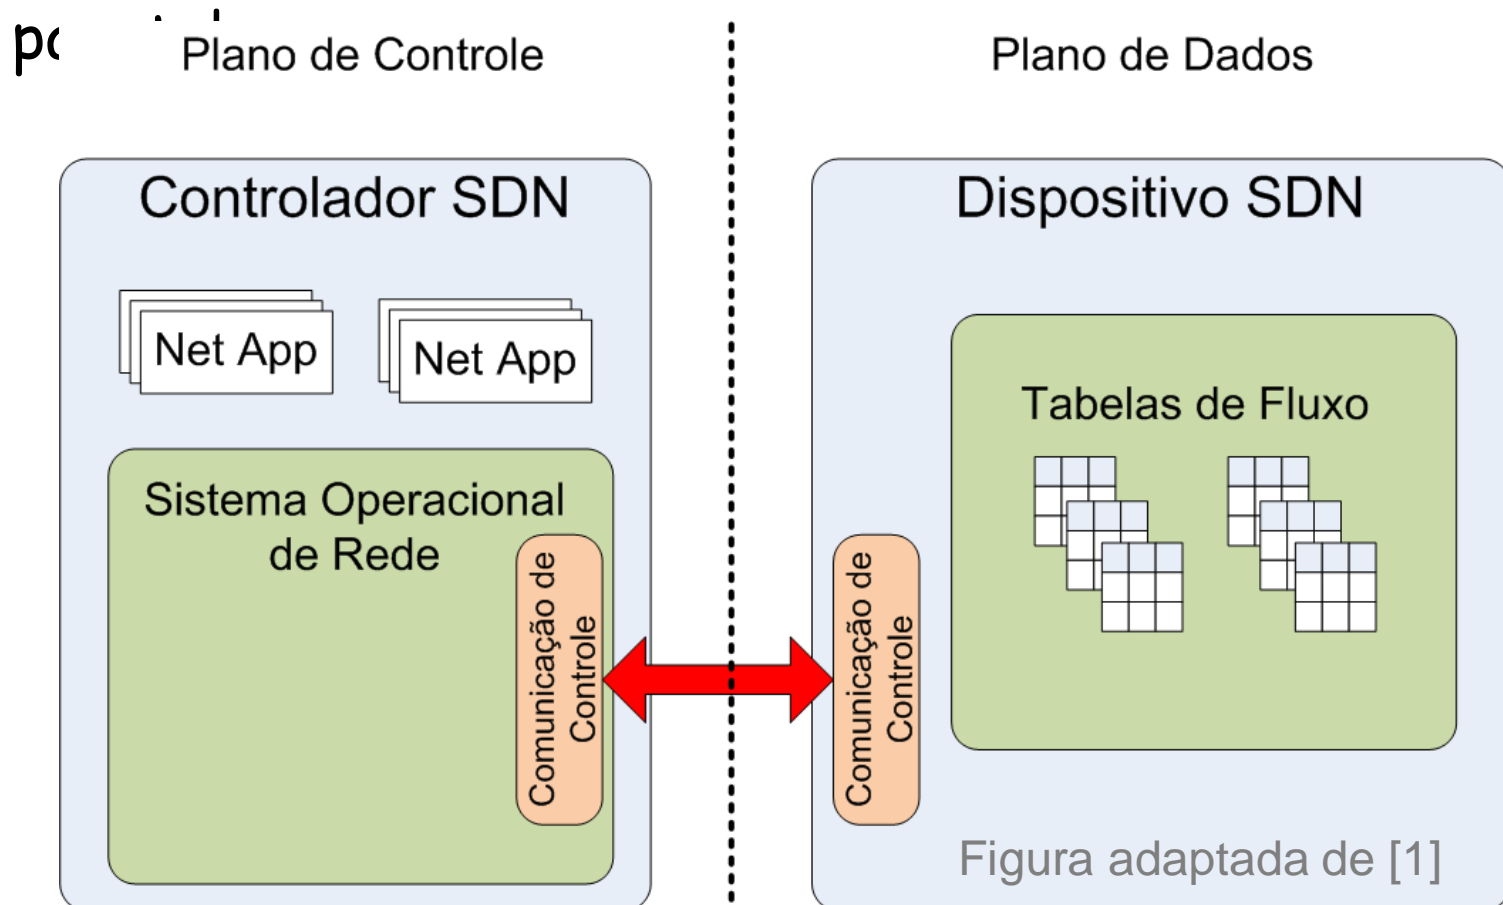 Plano de Controle
Plano de Dados
Controlador SDN
Net App
Net App
Sistema Operacional
de Rede
Comunicação de
Controle
Dispositivo SDN
Tabelas de Fluxo
Comunicação de
Controle
Figura adaptada de [1]